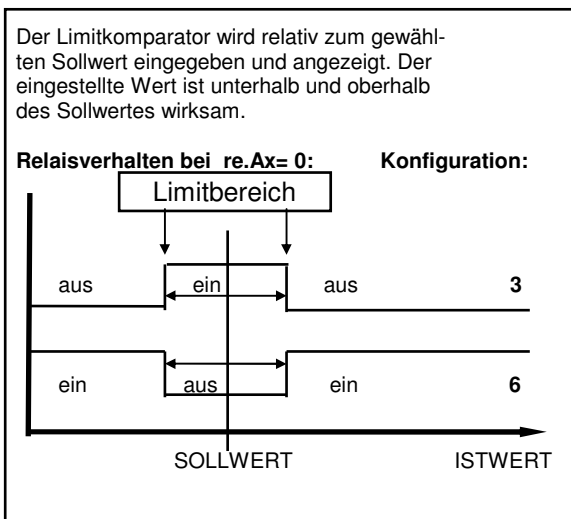 Der Limitkomparator wird relativ zum gewähl-
ten Sollwert eingegeben und angezeigt. Der
eingestellte Wert ist unterhalb und oberhalb
des Sollwertes wirksam.
Relaisverhalten bei re.Ax= 0: Konfiguration:
Limitbereich
aus ein aus 3
ein aus ein 6
SOLLWERT ISTWERT